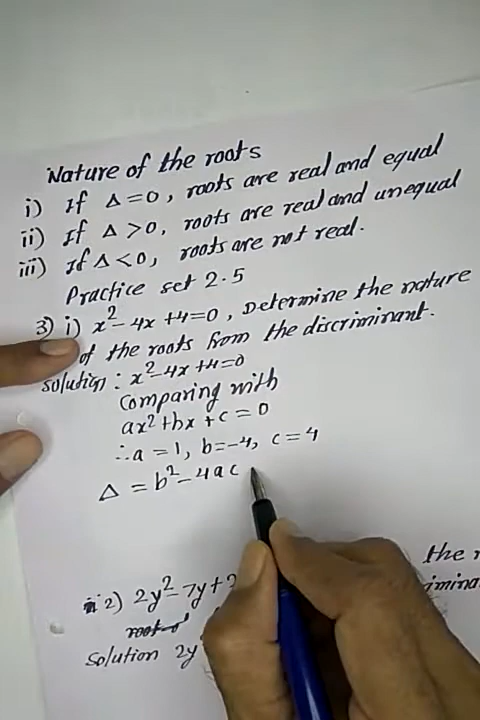 Nature of the roots
i) If Δ=0, roots are real and equal
ii) If Δ>0, roots are real and unequal
iii) If Δ<0, roots are not real.
Practice set 2.5
3) i) x²-4x+4=0, Determine the nature
of the roots from the discriminant.
solution: x²-4x+4=0
Comparing with
ax²+bx+c=0
∴a=1, b=-4, c=4
Δ=b²-4ac
2) 2y²-7y+
the
solution 2y